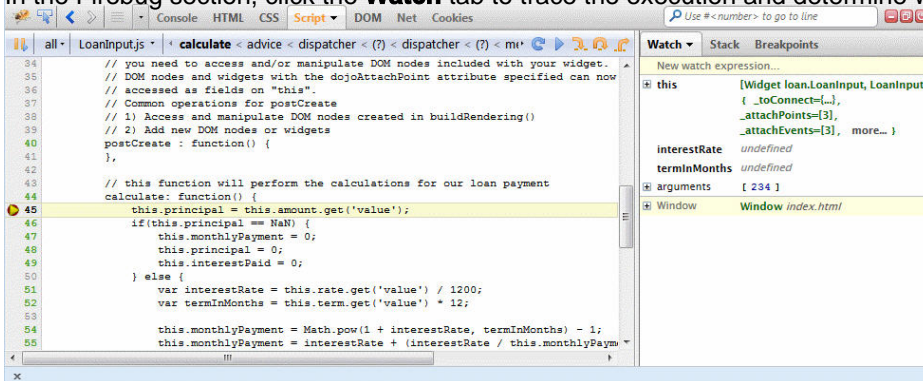 In the Firebug section, click the Watch tab to trace the execution and determine w
Console HTML CSS Script DOM Net Cookies
Use #<number> to go to line
all LoanInput.js calculate < advice < dispatcher < (?) < dispatcher < (?) <
Watch Stack Breakpoints
34 // you need to access and/or manipulate DOM nodes included with your widget.
35 // DOM nodes and widgets with the dojoAttachPoint attribute specified can now
36 // accessed as fields on "this".
37 // Common operations for postCreate
38 // 1) Access and manipulate DOM nodes created in buildRendering()
39 // 2) Add new DOM nodes or widgets
40 postCreate : function() {
41 },
42
43 // this function will perform the calculations for our loan payment
44 calculate: function() {
45 this.principal = this.amount.get('value');
46 if(this.principal == NaN) {
47 this.monthlyPayment = 0;
48 this.principal = 0;
49 this.interestPaid = 0;
50 } else {
51 var interestRate = this.rate.get('value') / 1200;
52 var termInMonths = this.term.get('value') * 12;
53
54 this.monthlyPayment = Math.pow(1 + interestRate, termInMonths) - 1;
55 this.monthlyPayment = interestRate + (interestRate / this.monthlyPaym
New watch expression...
this [Widget loan.LoanInput, LoanInput
{ _toConnect={...},
_attachPoints=[3],
_attachEvents=[3], more... }
interestRate undefined
termInMonths undefined
arguments [ 234 ]
Window Window index.html